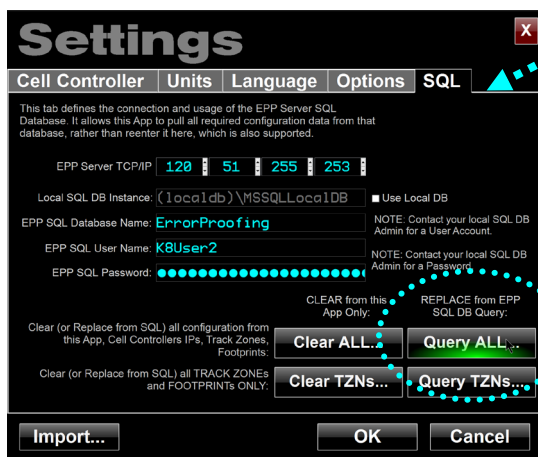 Settings
X
Cell Controller Units Language Options SQL
This tab defines the connection and usage of the EPP Server SQL
Database. It allows this App to pull all required configuration data from that
database, rather than reenter it here, which is also supported.
EPP Server TCP/IP 120 51 255 253
Local SQL DB Instance: (localdb)\MSSQLLocalDB Use Local DB
EPP SQL Database Name: ErrorProofing
NOTE: Contact your local SQL DB
Admin for a User Account.
EPP SQL User Name: K8User2
NOTE: Contact your local SQL DB
Admin for a Password.
EPP SQL Password: ●●●●●●●●●●●●●●●●●●
CLEAR from this
App Only:
REPLACE from EPP
SQL DB Query:
Clear (or Replace from SQL) all configuration from
this App, Cell Controllers IPs, Track Zones,
Footprints:
Clear ALL... Query ALL...
Clear (or Replace from SQL) all TRACK ZONEs
and FOOTPRINTs ONLY:
Clear TZNs... Query TZNs...
Import... OK Cancel